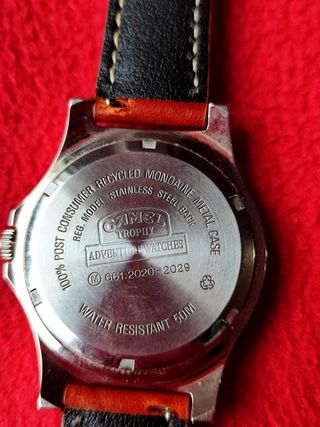 100% POST CONSUMER RECYCLED MONDAINE METAL CASE
REG. MODEL STAINLESS STEEL BACK
CAMEL
TROPHY
ADVENTURE WATCHES
M 661.2020-2029
WATER RESISTANT 50M